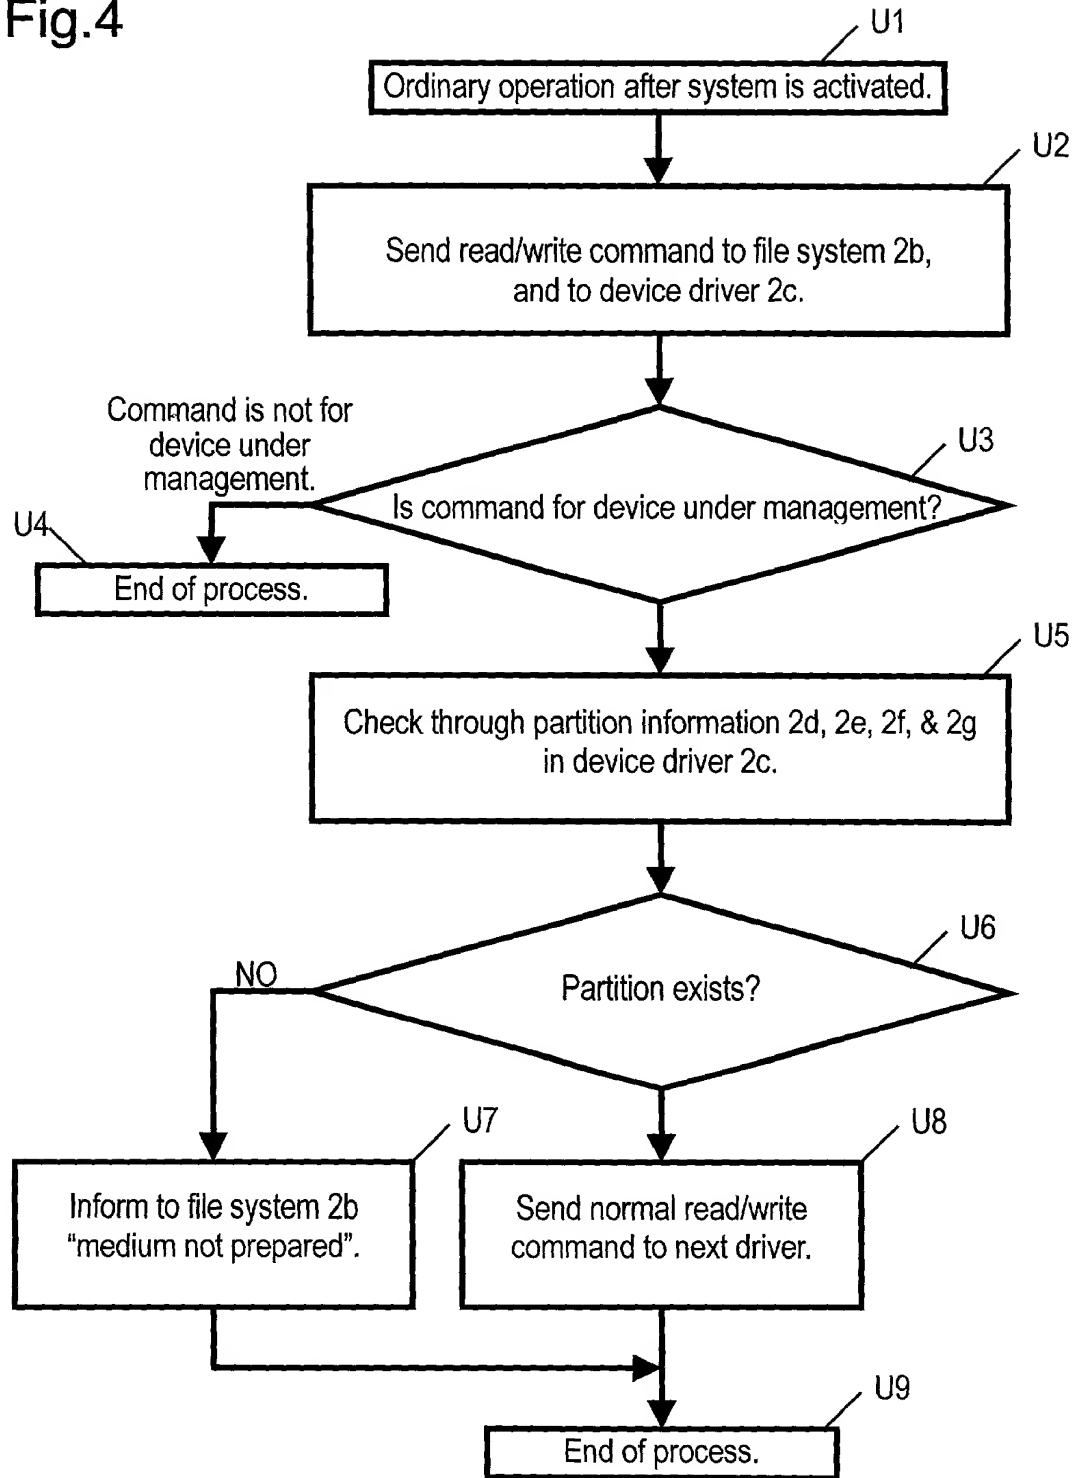 Fig.4
U1
Ordinary operation after system is activated.
U2
Send read/write command to file system 2b,
and to device driver 2c.
Command is not for
device under
management.
U3
Is command for device under management?
U4
End of process.
U5
Check through partition information 2d, 2e, 2f, & 2g
in device driver 2c.
U6
NO
Partition exists?
U7
Inform to file system 2b
“medium not prepared”.
U8
Send normal read/write
command to next driver.
U9
End of process.